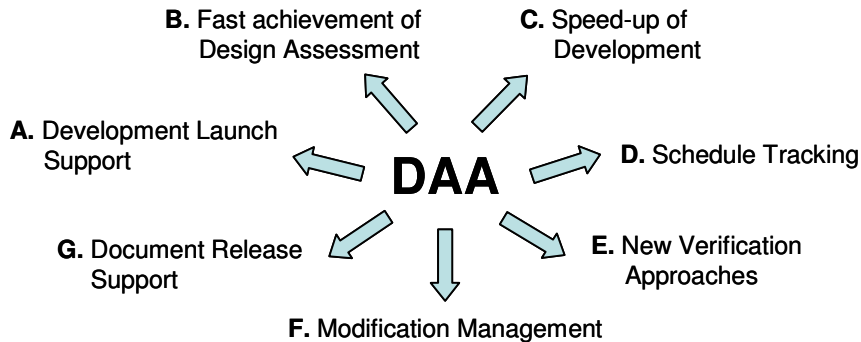 B. Fast achievement of
Design Assessment
C. Speed-up of
Development
A. Development Launch
Support
DAA
D. Schedule Tracking
G. Document Release
Support
E. New Verification
Approaches
F. Modification Management